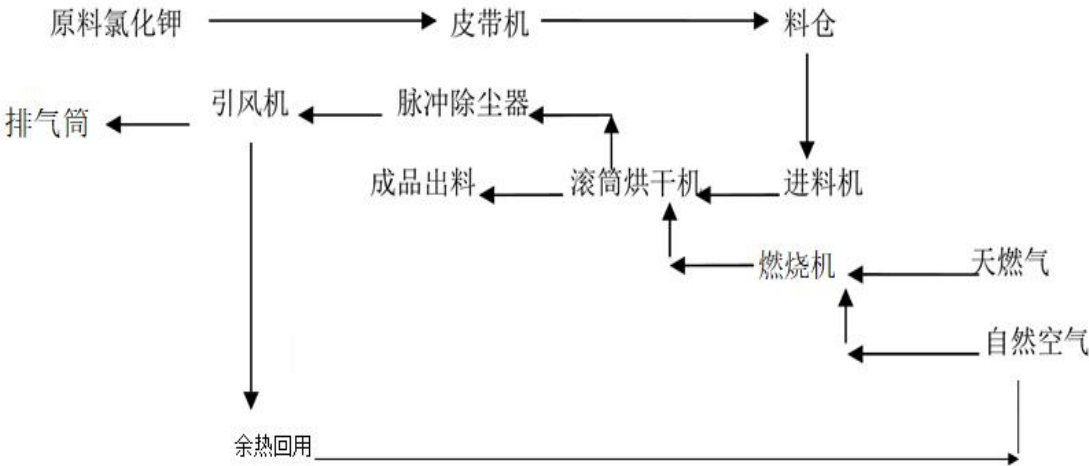 原料氯化钾
皮带机
料仓
排气筒
引风机
脉冲除尘器
成品出料
滚筒烘干机
进料机
燃烧机
天燃气
自然空气
余热回用